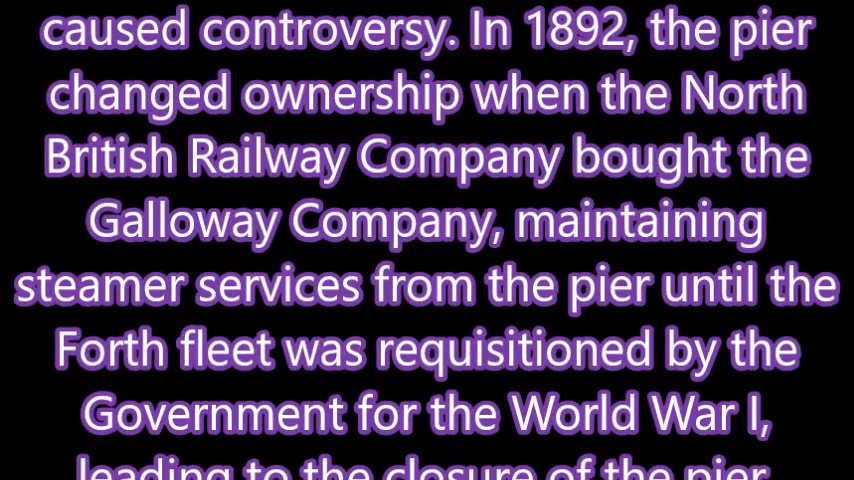 caused controversy. In 1892, the pier
changed ownership when the North
British Railway Company bought the
Galloway Company, maintaining
steamer services from the pier until the
Forth fleet was requisitioned by the
Government for the World War I,
leading to the closure of the pier